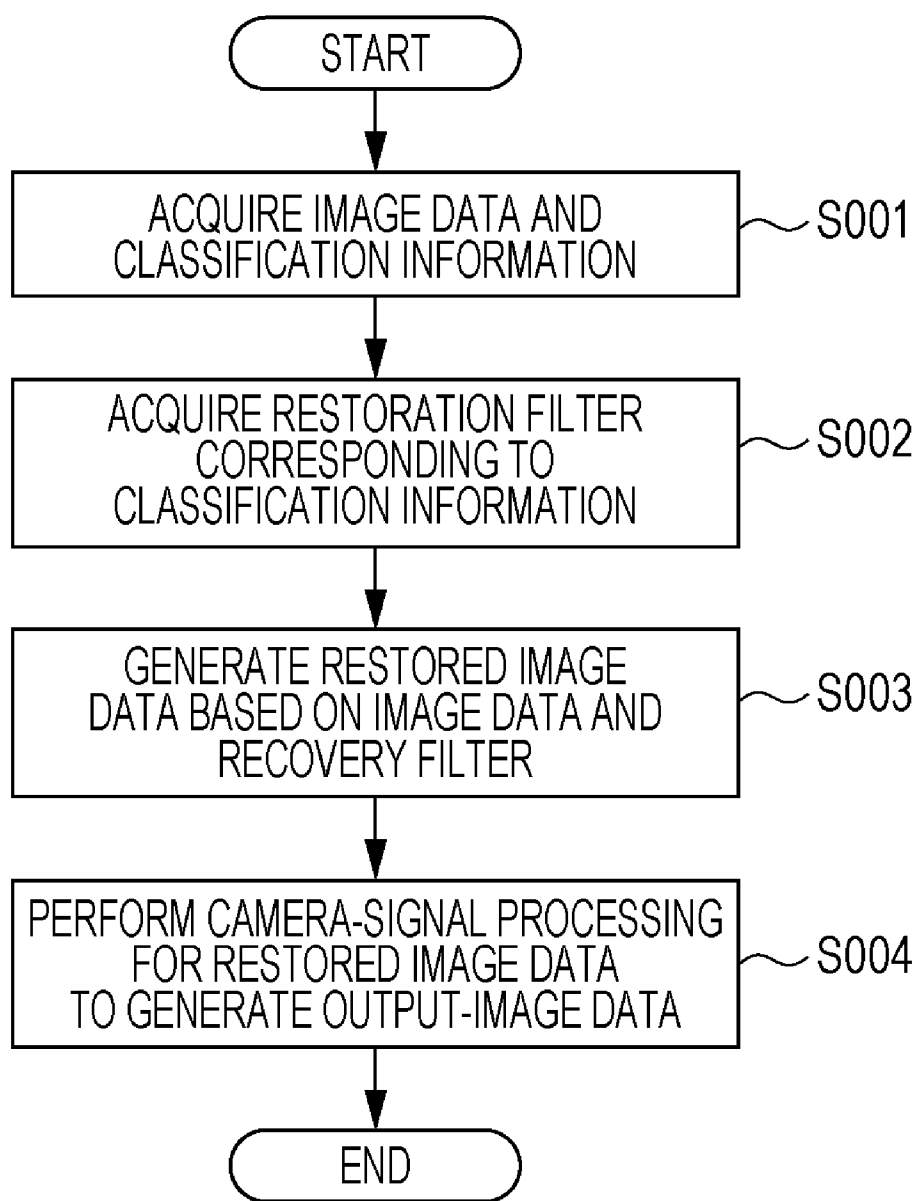 START
ACQUIRE IMAGE DATA AND
CLASSIFICATION INFORMATION
S001
ACQUIRE RESTORATION FILTER
CORRESPONDING TO
CLASSIFICATION INFORMATION
S002
GENERATE RESTORED IMAGE
DATA BASED ON IMAGE DATA AND
RECOVERY FILTER
S003
PERFORM CAMERA-SIGNAL PROCESSING
FOR RESTORED IMAGE DATA
TO GENERATE OUTPUT-IMAGE DATA
S004
END